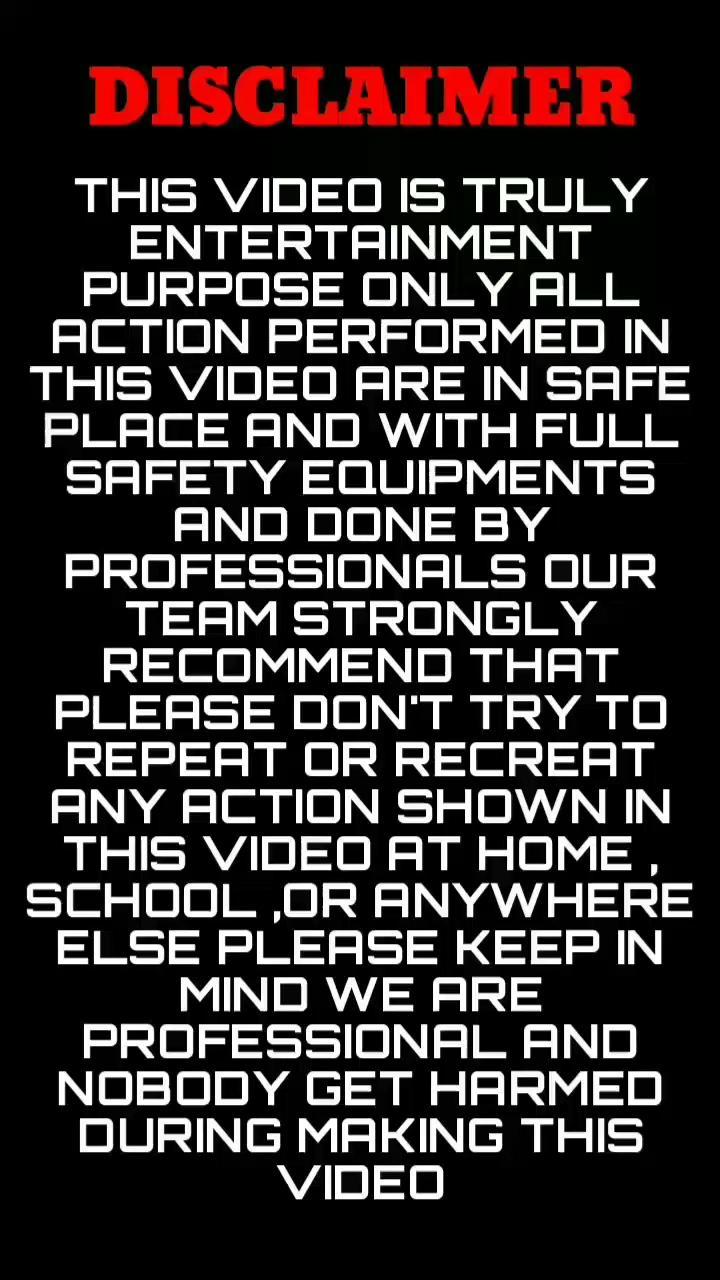 DISCLAIMER
THIS VIDEO IS TRULY
ENTERTAINMENT
PURPOSE ONLY ALL
ACTION PERFORMED IN
THIS VIDEO ARE IN SAFE
PLACE AND WITH FULL
SAFETY EQUIPMENTS
AND DONE BY
PROFESSIONALS OUR
TEAM STRONGLY
RECOMMEND THAT
PLEASE DON'T TRY TO
REPEAT OR RECREAT
ANY ACTION SHOWN IN
THIS VIDEO AT HOME ,
SCHOOL ,OR ANYWHERE
ELSE PLEASE KEEP IN
MIND WE ARE
PROFESSIONAL AND
NOBODY GET HARMED
DURING MAKING THIS
VIDEO